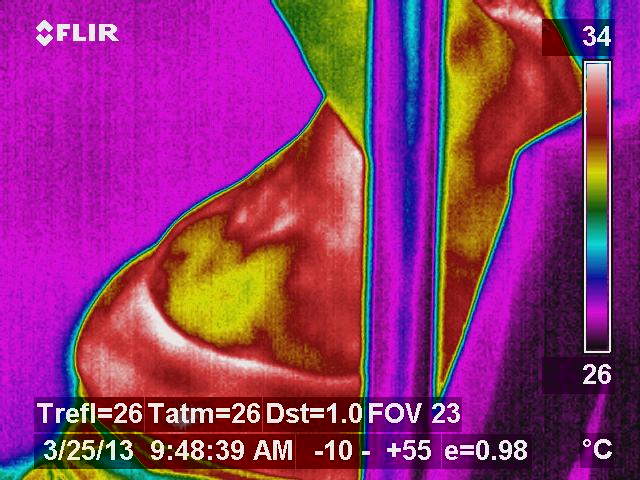 FLIR
34
26
Trefl=26 Tatm=26 Dst=1.0 FOV 23
3/25/13 9:48:39 AM -10 - +55 e=0.98 °C